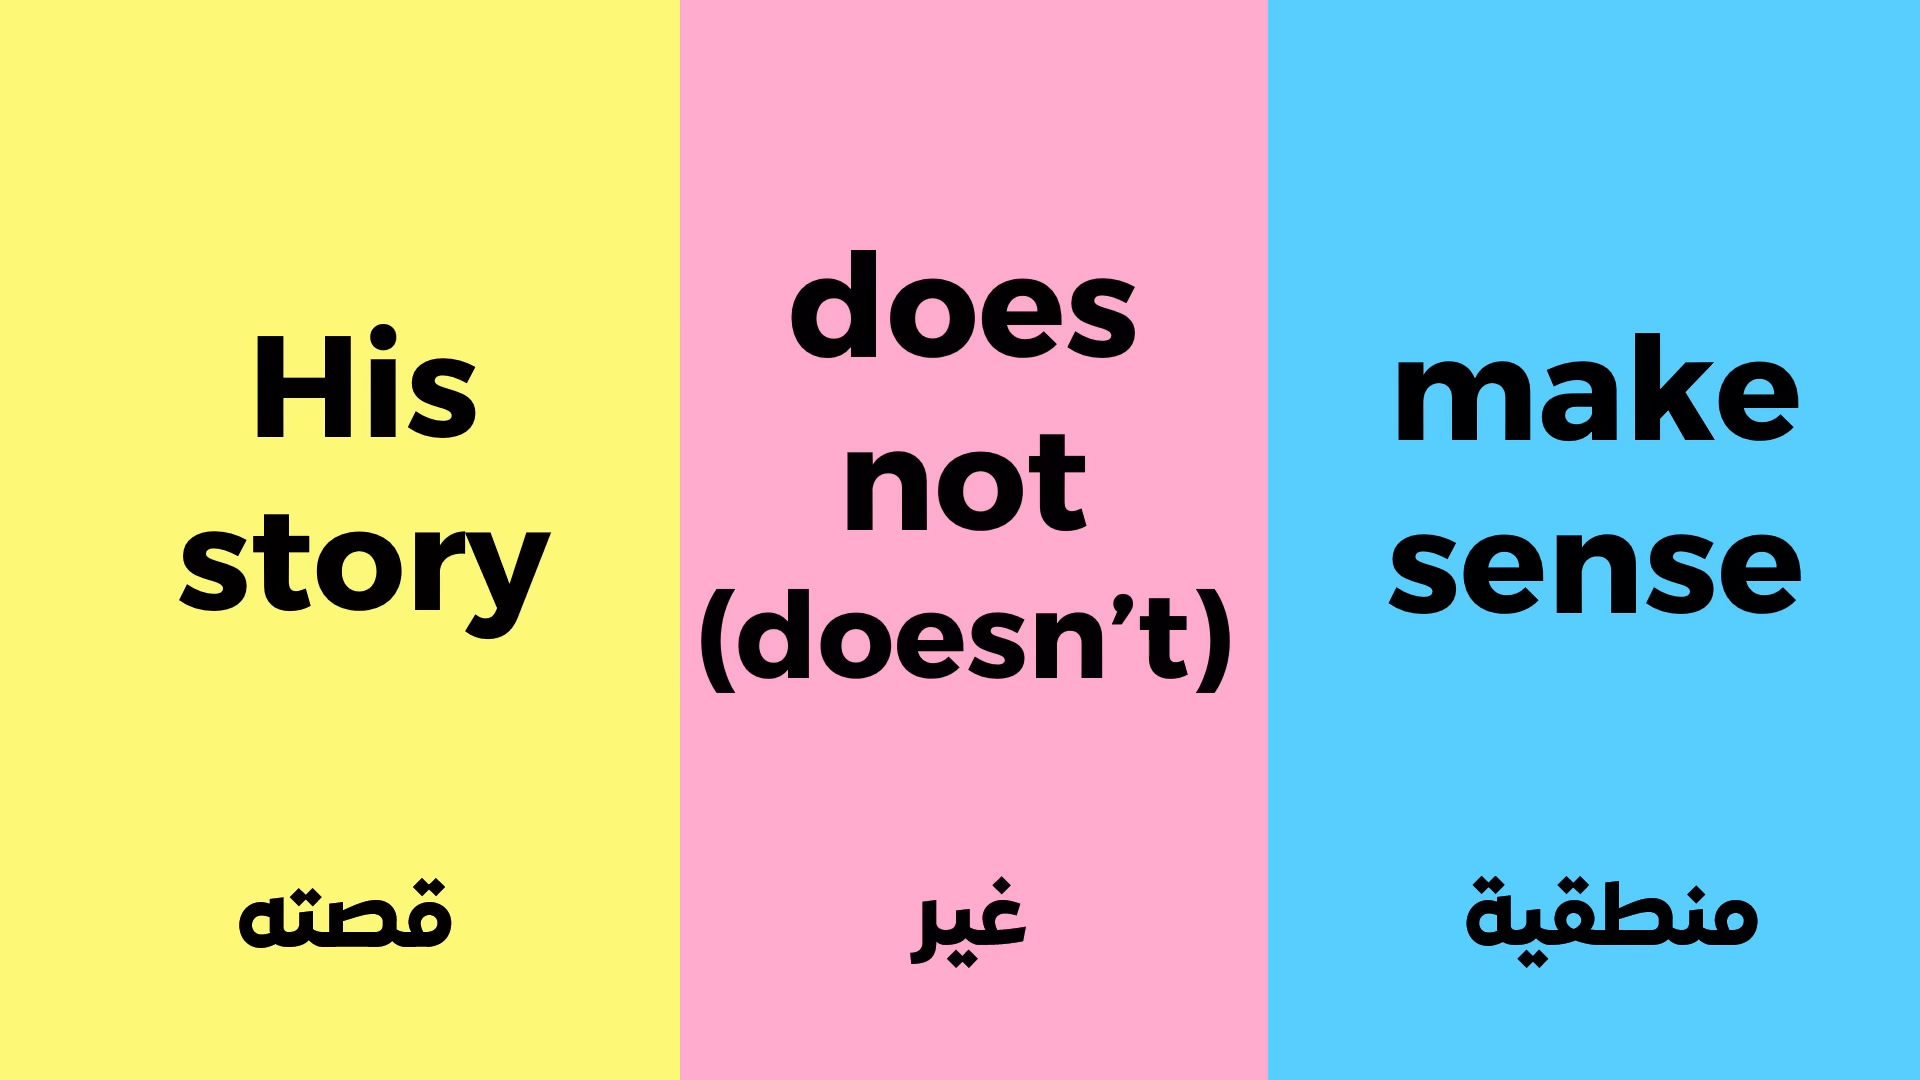 His
story
قصته
does
not
(doesn’t)
غير
make
sense
منطقية